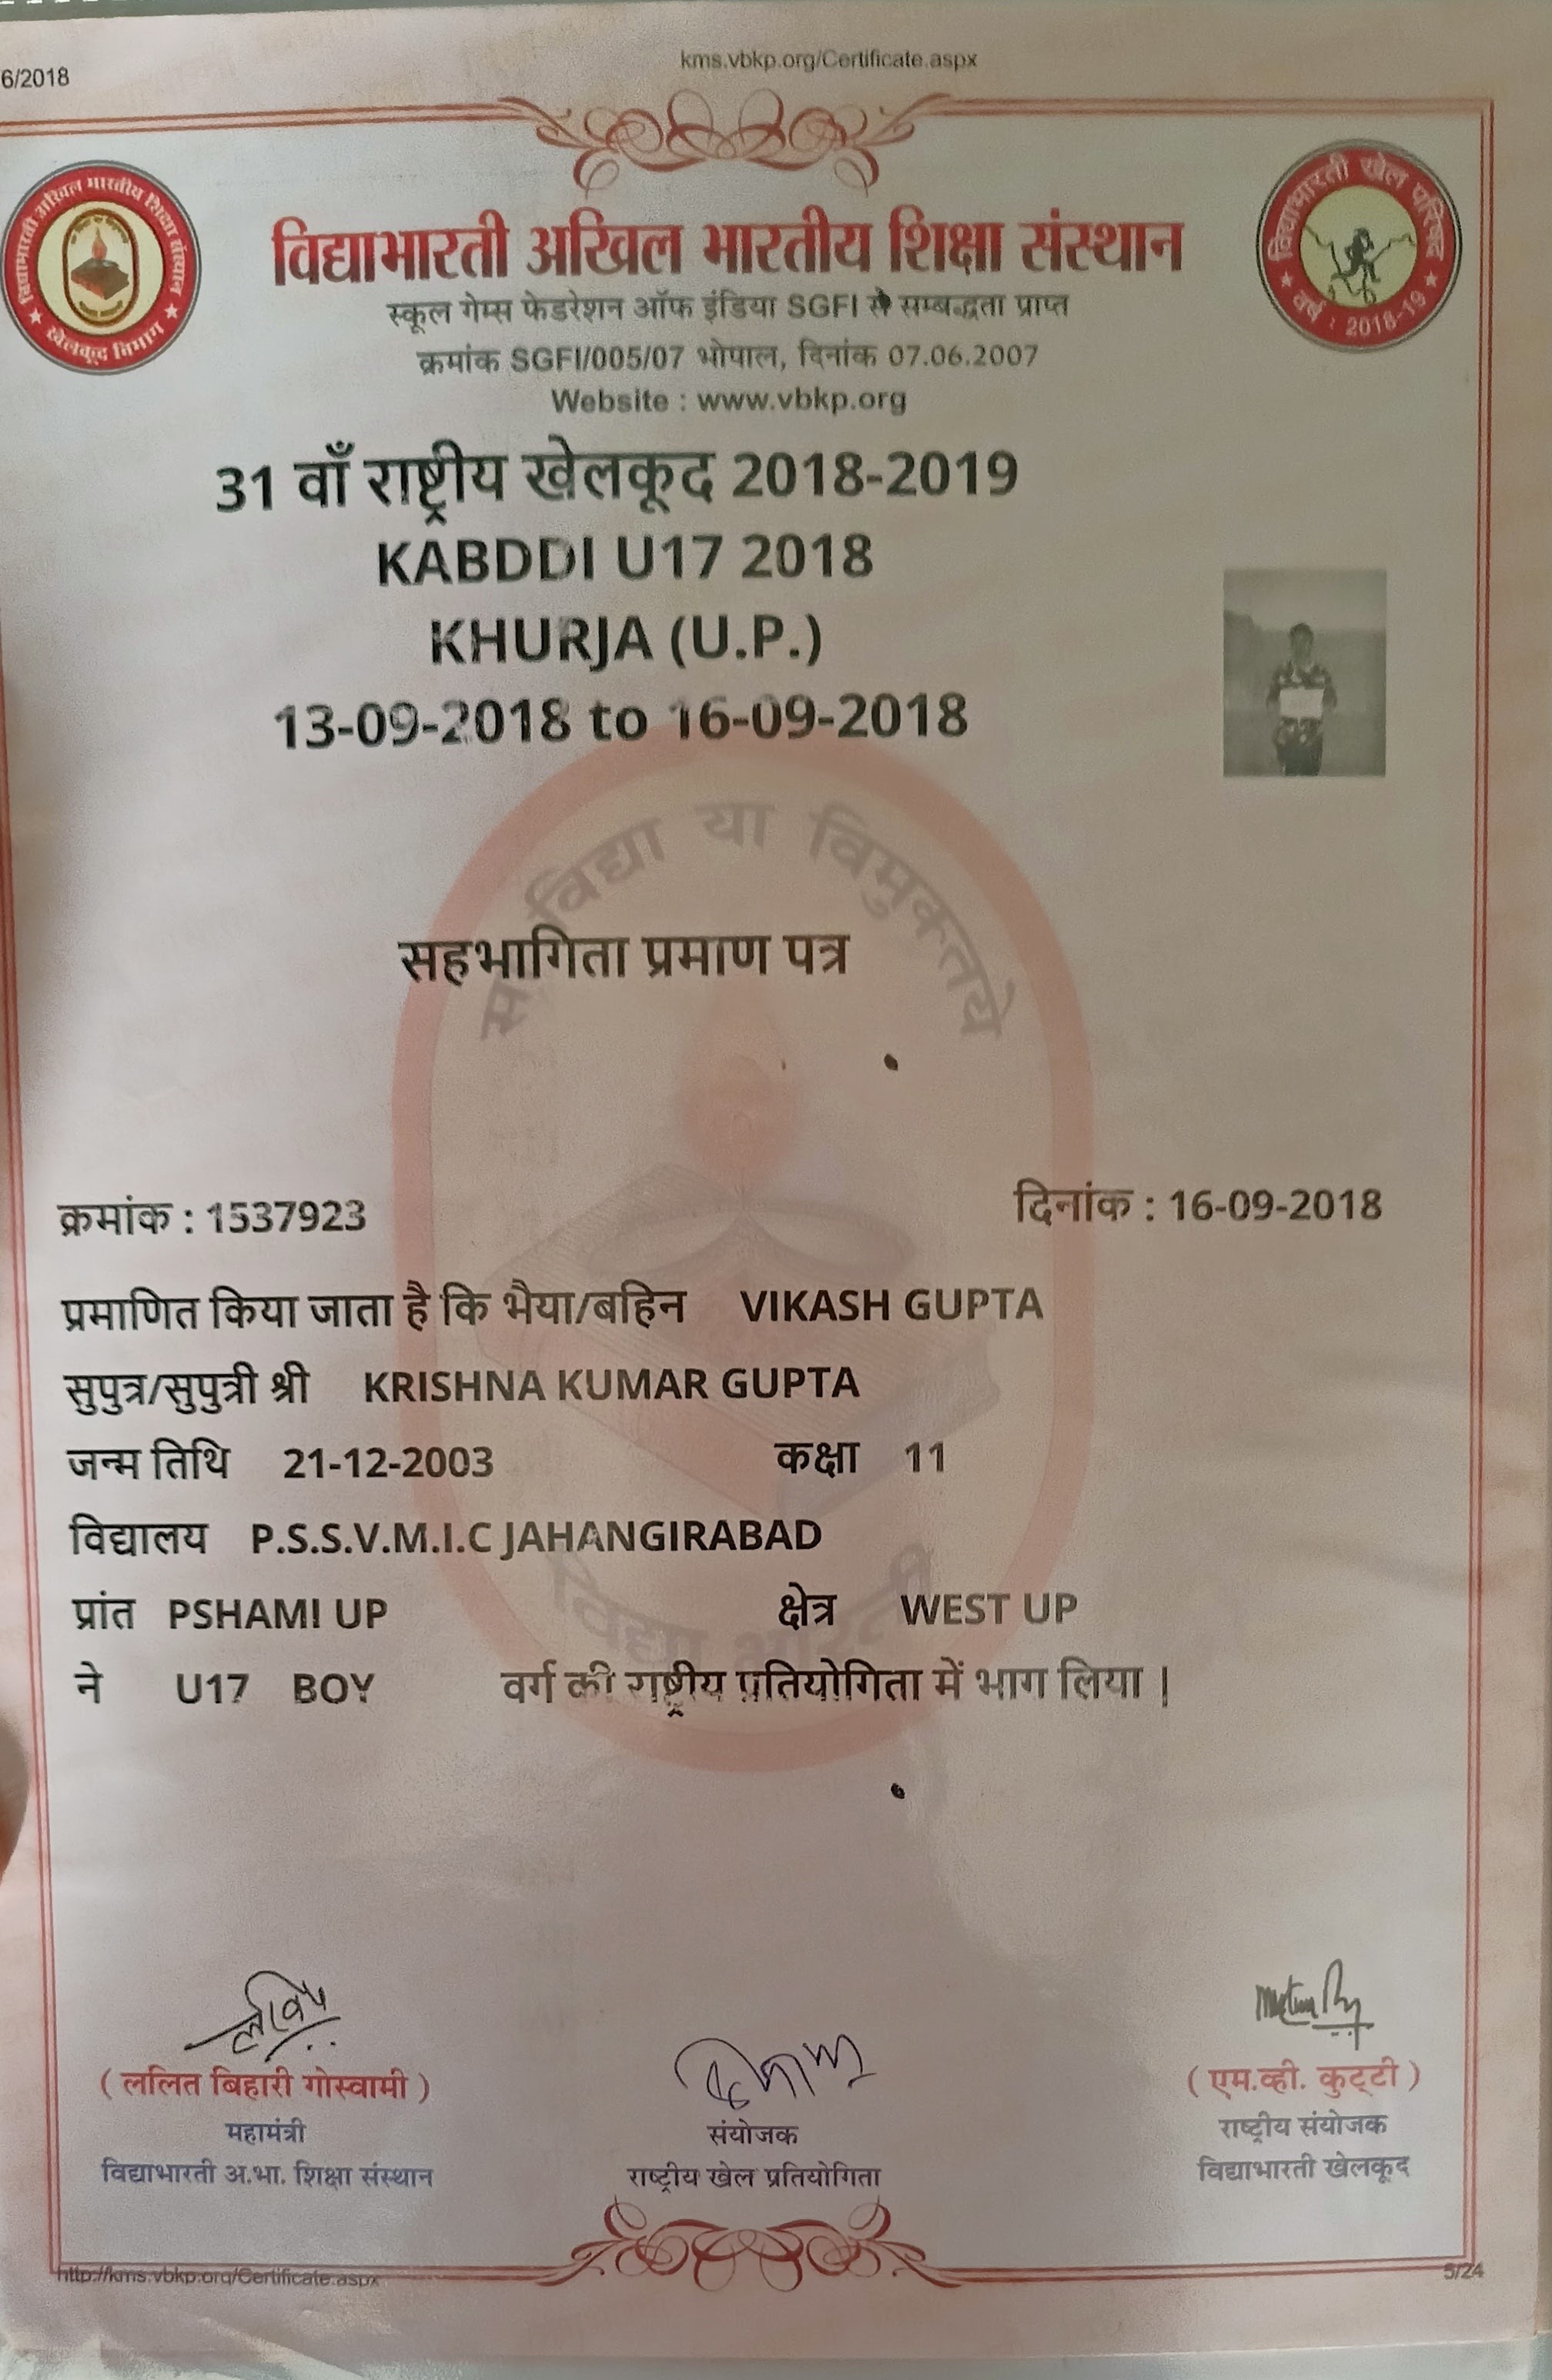 6/2018
kms.vbkp.org/Certificate.aspx
विद्याभारती अखिल भारतीय शिक्षा संस्थान
खेलकूद विभाग
विद्याभारती खेल परिषद
वर्ष : 2018-19
विद्याभारती अखिल भारतीय शिक्षा संस्थान
स्कूल गेम्स फेडरेशन ऑफ इंडिया SGFI से सम्बद्धता प्राप्त
क्रमांक SGFI/005/07 भोपाल, दिनांक 07.06.2007
Website : www.vbkp.org
31 वाँ राष्ट्रीय खेलकूद 2018-2019
KABDDI U17 2018
KHURJA (U.P.)
13-09-2018 to 16-09-2018
सा विद्या या विमुक्तये
सहभागिता प्रमाण पत्र
क्रमांक : 1537923 दिनांक : 16-09-2018
प्रमाणित किया जाता है कि भैया/बहिन VIKASH GUPTA
सुपुत्र/सुपुत्री श्री KRISHNA KUMAR GUPTA
जन्म तिथि 21-12-2003 कक्षा 11
विद्यालय P.S.S.V.M.I.C JAHANGIRABAD
प्रांत PSHAMI UP क्षेत्र WEST UP
विद्या भारती
ने U17 BOY वर्ग की राष्ट्रीय प्रतियोगिता में भाग लिया |
( ललित बिहारी गोस्वामी )
महामंत्री
विद्याभारती अ.भा. शिक्षा संस्थान
संयोजक
राष्ट्रीय खेल प्रतियोगिता
( एम.व्ही. कुट्टी )
राष्ट्रीय संयोजक
विद्याभारती खेलकूद
http://kms.vbkp.org/Certificate.aspx
5/24